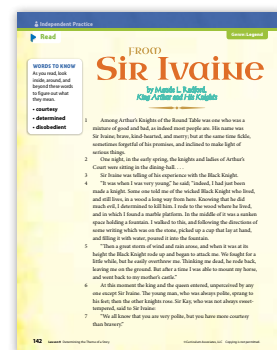 Independent Practice
Read
Genre: Legend
WORDS TO KNOW
As you read, look
inside, around, and
beyond these words
to figure out what
they mean.
• courtesy
• determined
• disobedient
FROM
Sir Ivaine
by Maude L. Radford,
King Arthur and His Knights
1 Among Arthur's Knights of the Round Table was one who was a
mixture of good and bad, as indeed most people are. His name was
Sir Ivaine; brave, kind-hearted, and merry; but at the same time fickle,
sometimes forgetful of his promises, and inclined to make light of
serious things.
2 One night, in the early spring, the knights and ladies of Arthur's
Court were sitting in the dining-hall. . . .
3 Sir Ivaine was telling of his experience with the Black Knight.
4 "It was when I was very young," he said; "indeed, I had just been
made a knight. Some one told me of the wicked Black Knight who lived,
and still lives, in a wood a long way from here. Knowing that he did
much evil, I determined to kill him. I rode to the wood where he lived,
and in which I found a marble platform. In the middle of it was a sunken
space holding a fountain. I walked to this, and following the directions of
some writing which was on the stone, picked up a cup that lay at hand,
and filling it with water, poured it into the fountain.
5 "Then a great storm of wind and rain arose, and when it was at its
height the Black Knight rode up and began to attack me. We fought for a
little while, but he easily overthrew me. Thinking me dead, he rode back,
leaving me on the ground. But after a time I was able to mount my horse,
and went back to my mother's castle."
6 At this moment the king and the queen entered, unperceived by any
one except Sir Ivaine. The young man, who was always polite, sprang to
his feet; then the other knights rose. Sir Kay, who was not always sweet-
tempered, said to Sir Ivaine:
7 "We all know that you are very polite, but you have more courtesy
than bravery."
142 Lesson 9 Determining the Theme of a Story
©Curriculum Associates, LLC Copying is not permitted.